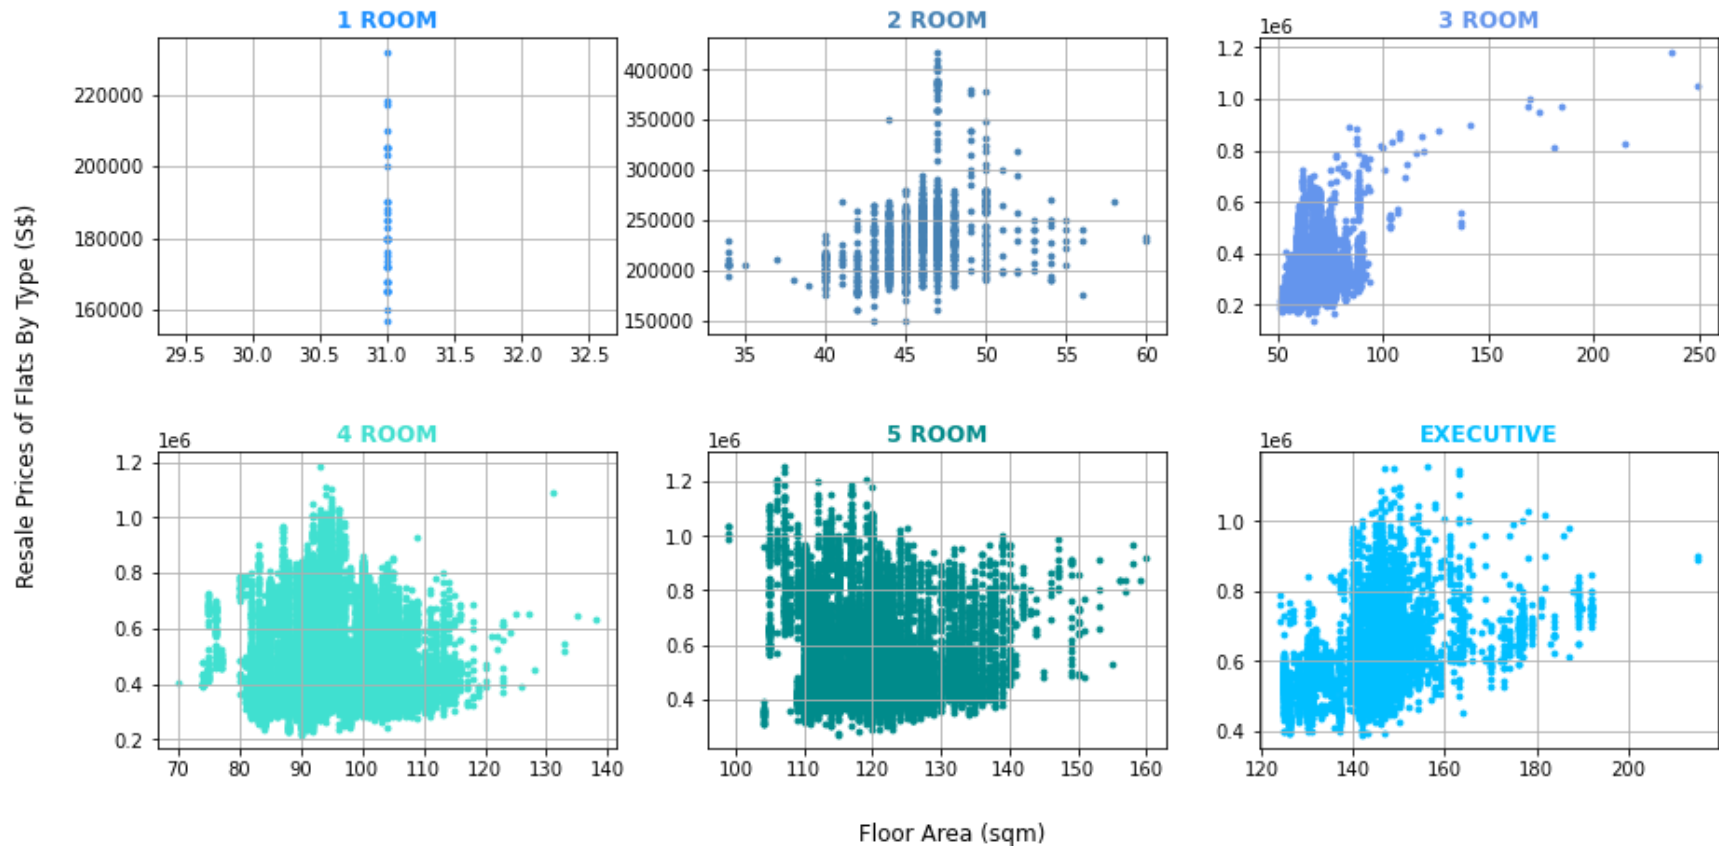 1 ROOM
220000
200000
180000
160000
29.5 30.0 30.5 31.0 31.5 32.0 32.5
2 ROOM
400000
350000
300000
250000
200000
150000
35 40 45 50 55 60
3 ROOM
1e6
1.2
1.0
0.8
0.6
0.4
0.2
50 100 150 200 250
Resale Prices of Flats By Type (S$)
4 ROOM
1e6
1.2
1.0
0.8
0.6
0.4
0.2
70 80 90 100 110 120 130 140
5 ROOM
1e6
1.2
1.0
0.8
0.6
0.4
100 110 120 130 140 150 160
EXECUTIVE
1e6
1.0
0.8
0.6
0.4
120 140 160 180 200
Floor Area (sqm)